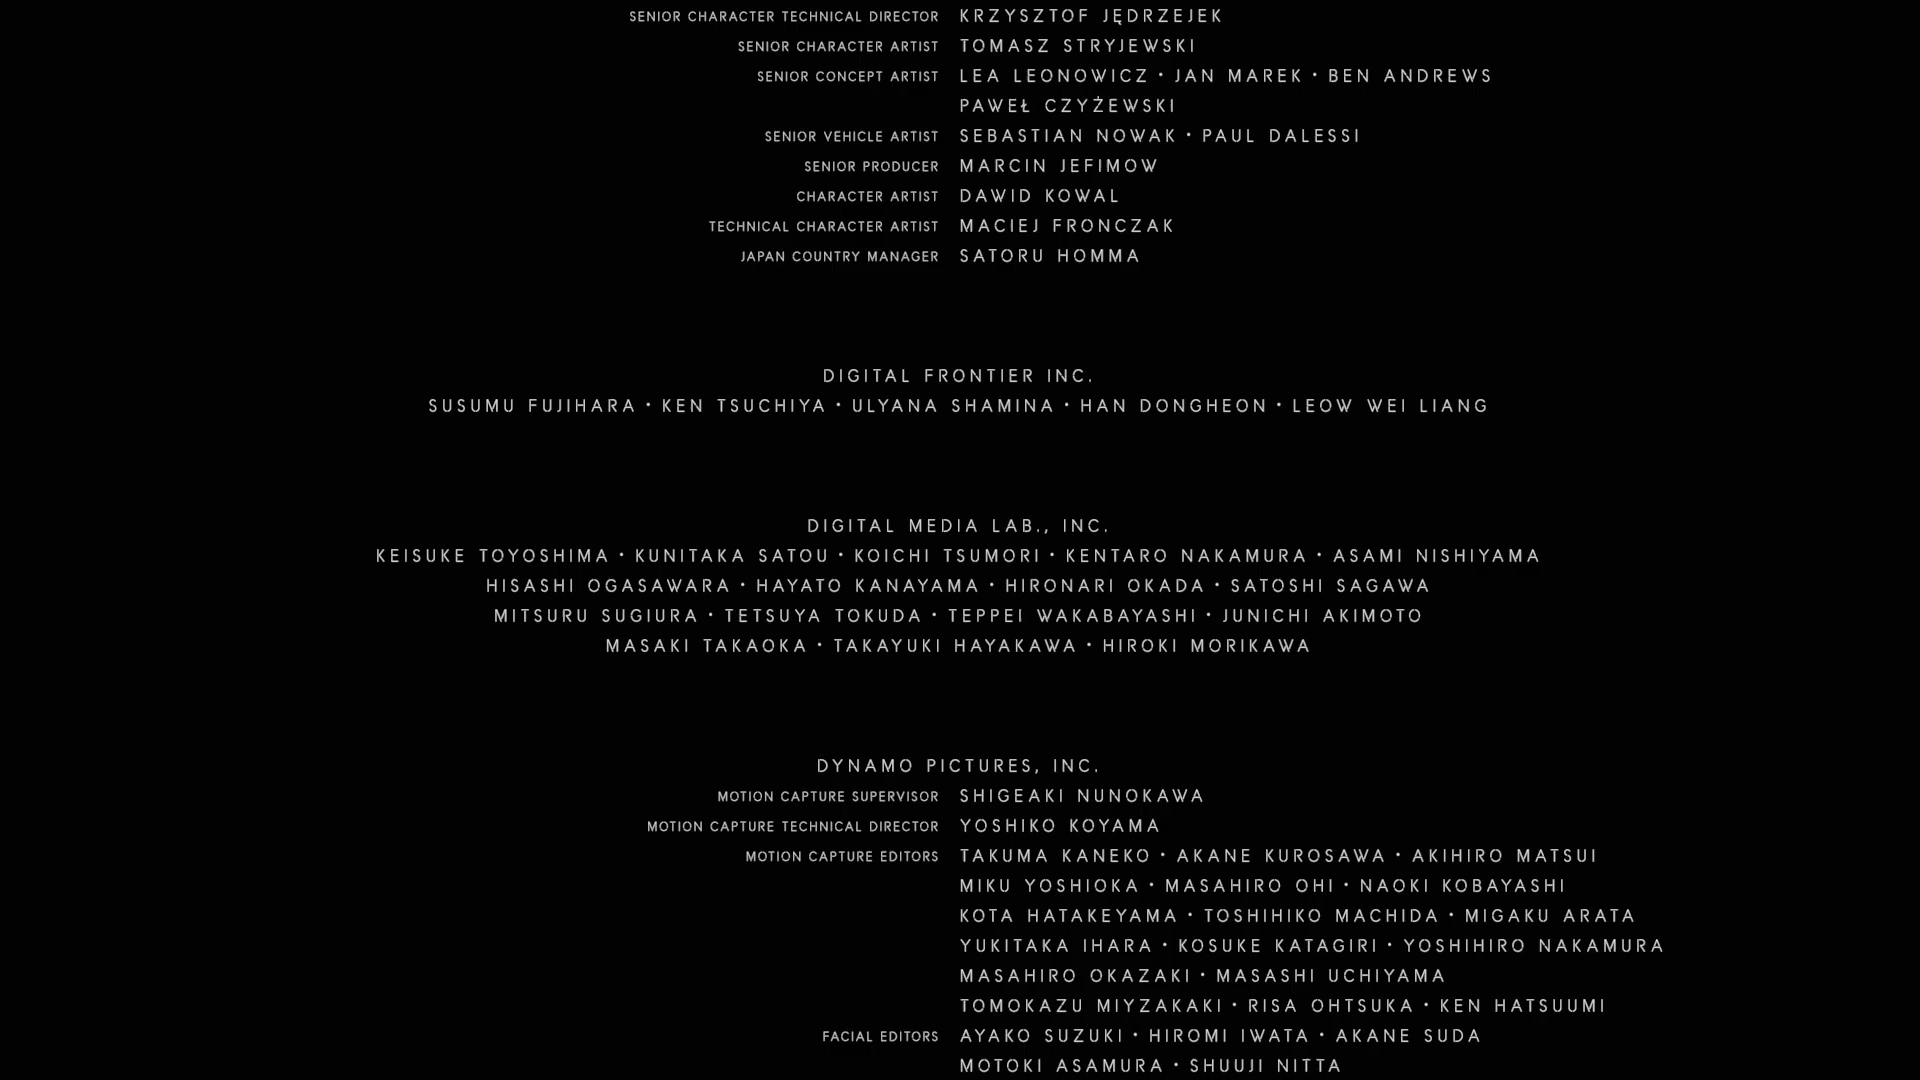 SENIOR CHARACTER TECHNICAL DIRECTOR KRZYSZTOF JĘDRZEJEK
SENIOR CHARACTER ARTIST TOMASZ STRYJEWSKI
SENIOR CONCEPT ARTIST LEA LEONOWICZ • JAN MAREK • BEN ANDREWS
PAWEŁ CZYŻEWSKI
SENIOR VEHICLE ARTIST SEBASTIAN NOWAK • PAUL DALESSI
SENIOR PRODUCER MARCIN JEFIMOW
CHARACTER ARTIST DAWID KOWAL
TECHNICAL CHARACTER ARTIST MACIEJ FRONCZAK
JAPAN COUNTRY MANAGER SATORU HOMMA
DIGITAL FRONTIER INC.
SUSUMU FUJIHARA • KEN TSUCHIYA • ULYANA SHAMINA • HAN DONGHEON • LEOW WEI LIANG
DIGITAL MEDIA LAB., INC.
KEISUKE TOYOSHIMA • KUNITAKA SATOU • KOICHI TSUMORI • KENTARO NAKAMURA • ASAMI NISHIYAMA
HISASHI OGASAWARA • HAYATO KANAYAMA • HIRONARI OKADA • SATOSHI SAGAWA
MITSURU SUGIURA • TETSUYA TOKUDA • TEPPEI WAKABAYASHI • JUNICHI AKIMOTO
MASAKI TAKAOKA • TAKAYUKI HAYAKAWA • HIROKI MORIKAWA
DYNAMO PICTURES, INC.
MOTION CAPTURE SUPERVISOR SHIGEAKI NUNOKAWA
MOTION CAPTURE TECHNICAL DIRECTOR YOSHIKO KOYAMA
MOTION CAPTURE EDITORS TAKUMA KANEKO • AKANE KUROSAWA • AKIHIRO MATSUI
MIKU YOSHIOKA • MASAHIRO OHI • NAOKI KOBAYASHI
KOTA HATAKEYAMA • TOSHIHIKO MACHIDA • MIGAKU ARATA
YUKITAKA IHARA • KOSUKE KATAGIRI • YOSHIHIRO NAKAMURA
MASAHIRO OKAZAKI • MASASHI UCHIYAMA
TOMOKAZU MIYZAKAKI • RISA OHTSUKA • KEN HATSUUMI
FACIAL EDITORS AYAKO SUZUKI • HIROMI IWATA • AKANE SUDA
MOTOKI ASAMURA • SHUUJI NITTA